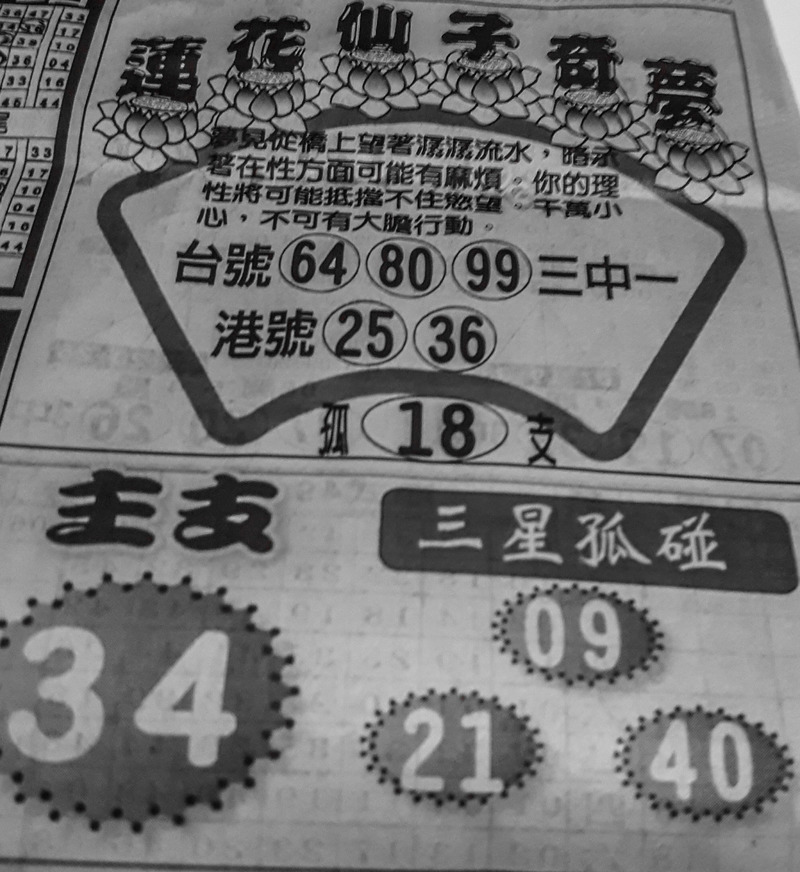 蓮花仙子奇夢
夢見從橋上望著潺潺流水，暗示
著在性方面可能有麻煩。你的理
性將可能抵擋不住慾望。千萬小
心，不可有大膽行動。
台號 64 80 99 三中一
港號 25 36
孤 18 支
主支
34
三星孤碰
09
21 40